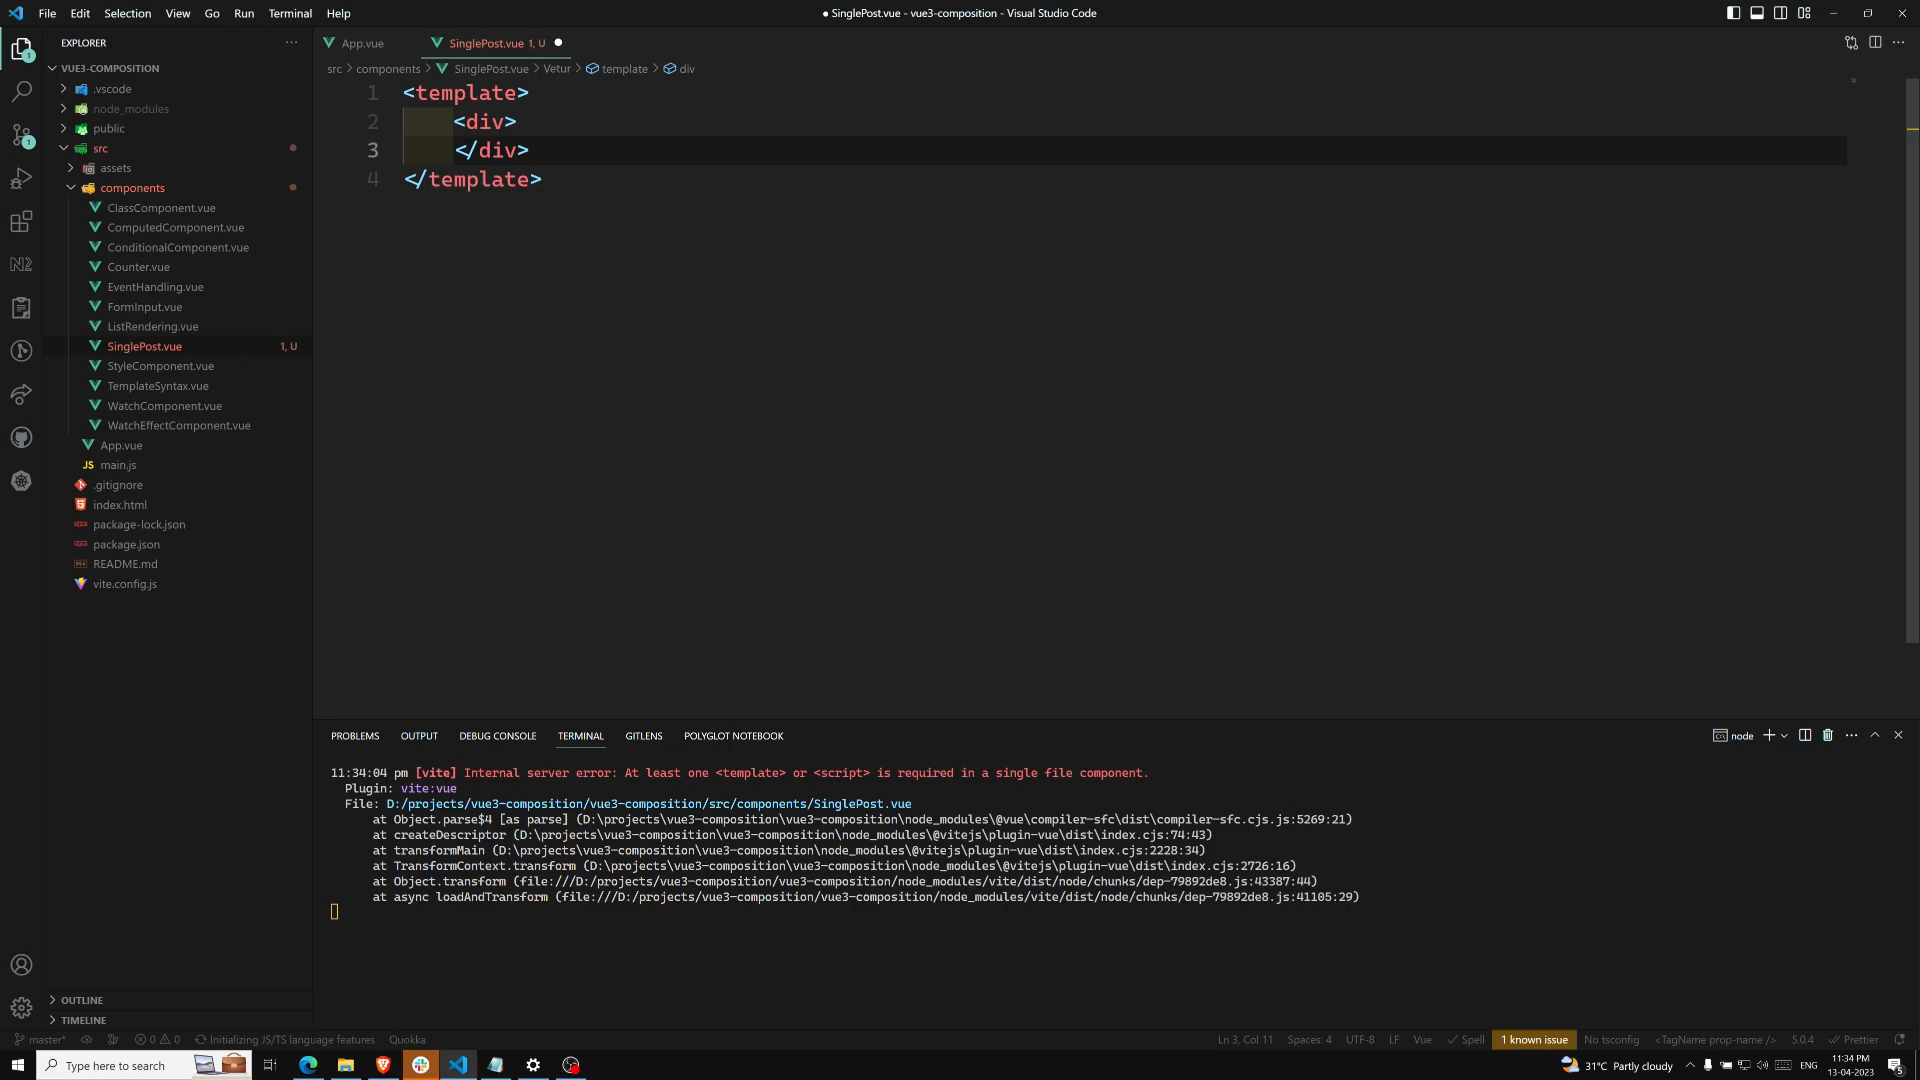 File Edit Selection View Go Run Terminal Help
● SinglePost.vue - vue3-composition - Visual Studio Code
EXPLORER
VUE3-COMPOSITION
.vscode
node_modules
public
src
assets
components
ClassComponent.vue
ComputedComponent.vue
ConditionalComponent.vue
Counter.vue
EventHandling.vue
FormInput.vue
ListRendering.vue
SinglePost.vue 1, U
StyleComponent.vue
TemplateSyntax.vue
WatchComponent.vue
WatchEffectComponent.vue
App.vue
JS main.js
.gitignore
index.html
package-lock.json
package.json
README.md
vite.config.js
OUTLINE
TIMELINE
App.vue SinglePost.vue 1, U
src > components > SinglePost.vue > Vetur > template > div
1 <template>
2 <div>
3 </div>
4 </template>
PROBLEMS OUTPUT DEBUG CONSOLE TERMINAL GITLENS POLYGLOT NOTEBOOK
node
11:34:04 pm [vite] Internal server error: At least one <template> or <script> is required in a single file component.
Plugin: vite:vue
File: D:/projects/vue3-composition/vue3-composition/src/components/SinglePost.vue
at Object.parse$4 [as parse] (D:\projects\vue3-composition\vue3-composition\node_modules\@vue\compiler-sfc\dist\compiler-sfc.cjs.js:5269:21)
at createDescriptor (D:\projects\vue3-composition\vue3-composition\node_modules\@vitejs\plugin-vue\dist\index.cjs:74:43)
at transformMain (D:\projects\vue3-composition\vue3-composition\node_modules\@vitejs\plugin-vue\dist\index.cjs:2228:34)
at TransformContext.transform (D:\projects\vue3-composition\vue3-composition\node_modules\@vitejs\plugin-vue\dist\index.cjs:2726:16)
at Object.transform (file:///D:/projects/vue3-composition/vue3-composition/node_modules/vite/dist/node/chunks/dep-79892de8.js:43387:44)
at async loadAndTransform (file:///D:/projects/vue3-composition/vue3-composition/node_modules/vite/dist/node/chunks/dep-79892de8.js:41105:29)
master* 0 0 Initializing JS/TS language features Quokka
Ln 3, Col 11 Spaces: 4 UTF-8 LF Vue Spell 1 known issue No tsconfig <TagName prop-name /> 5.0.4 Prettier
Type here to search
31°C Partly cloudy ENG
11:34 PM
13-04-2023